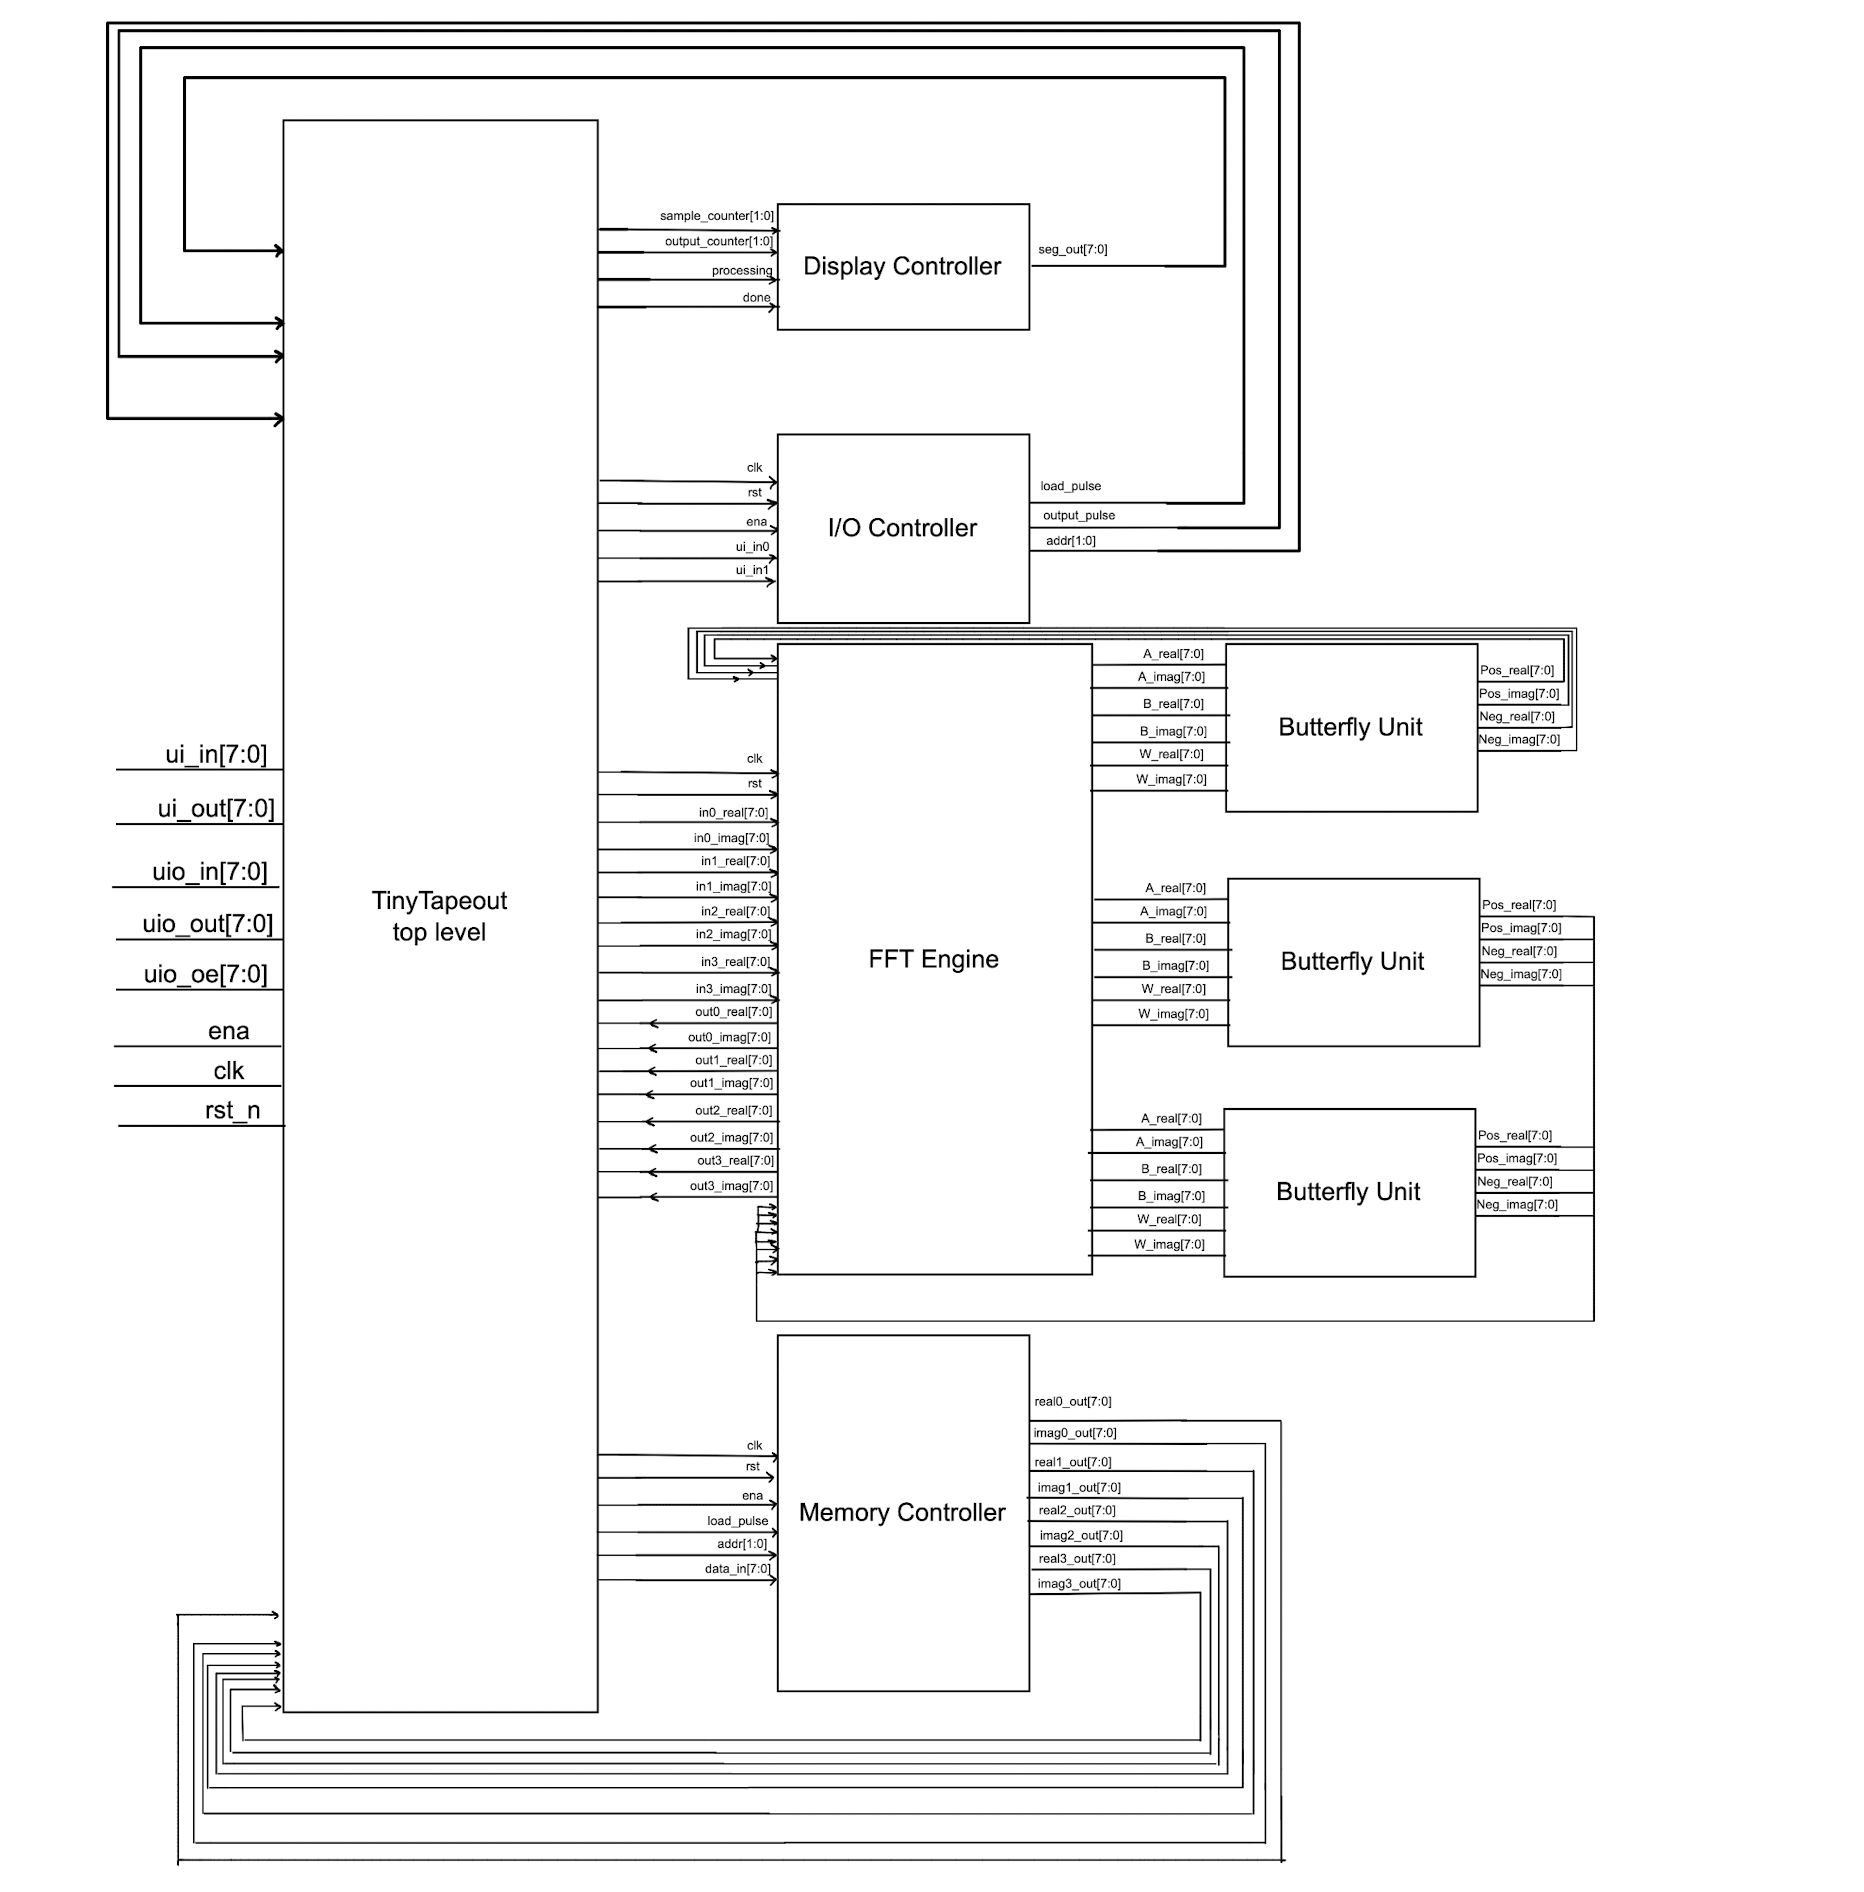 sample_counter[1:0]
output_counter[1:0]
processing
done
Display Controller
seg_out[7:0]
clk
rst
ena
ui_in0
ui_in1
I/O Controller
load_pulse
output_pulse
addr[1:0]
ui_in[7:0]
ui_out[7:0]
uio_in[7:0]
uio_out[7:0]
uio_oe[7:0]
ena
clk
rst_n
TinyTapeout
top level
clk
rst
in0_real[7:0]
in0_imag[7:0]
in1_real[7:0]
in1_imag[7:0]
in2_real[7:0]
in2_imag[7:0]
in3_real[7:0]
in3_imag[7:0]
out0_real[7:0]
out0_imag[7:0]
out1_real[7:0]
out1_imag[7:0]
out2_real[7:0]
out2_imag[7:0]
out3_real[7:0]
out3_imag[7:0]
FFT Engine
A_real[7:0]
A_imag[7:0]
B_real[7:0]
B_imag[7:0]
W_real[7:0]
W_imag[7:0]
Butterfly Unit
Pos_real[7:0]
Pos_imag[7:0]
Neg_real[7:0]
Neg_imag[7:0]
A_real[7:0]
A_imag[7:0]
B_real[7:0]
B_imag[7:0]
W_real[7:0]
W_imag[7:0]
Butterfly Unit
Pos_real[7:0]
Pos_imag[7:0]
Neg_real[7:0]
Neg_imag[7:0]
A_real[7:0]
A_imag[7:0]
B_real[7:0]
B_imag[7:0]
W_real[7:0]
W_imag[7:0]
Butterfly Unit
Pos_real[7:0]
Pos_imag[7:0]
Neg_real[7:0]
Neg_imag[7:0]
clk
rst
ena
load_pulse
addr[1:0]
data_in[7:0]
Memory Controller
real0_out[7:0]
imag0_out[7:0]
real1_out[7:0]
imag1_out[7:0]
real2_out[7:0]
imag2_out[7:0]
real3_out[7:0]
imag3_out[7:0]